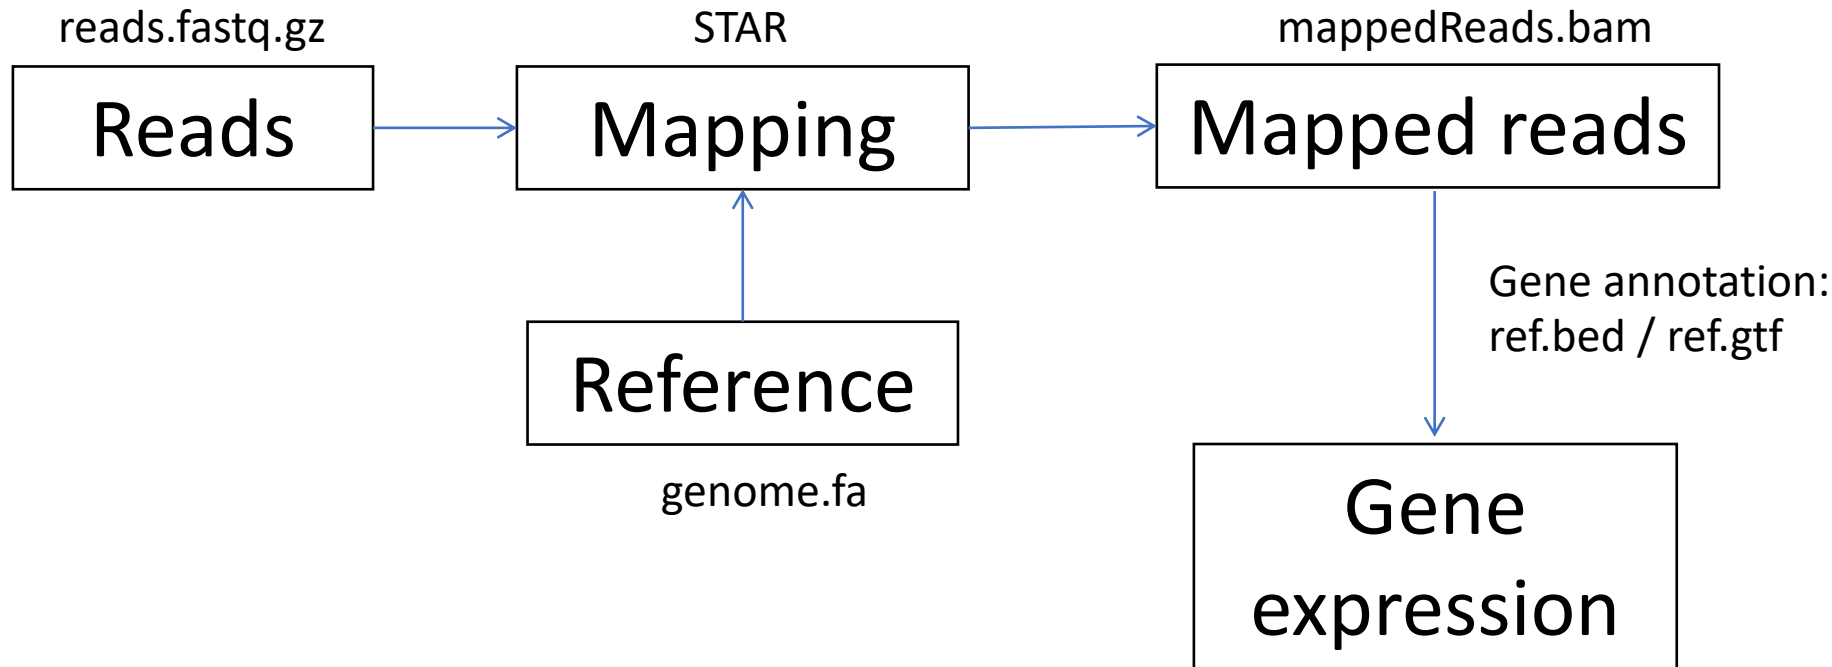 reads.fastq.gz
STAR
mappedReads.bam
Reads
Mapping
Mapped reads
Gene annotation:
ref.bed / ref.gtf
Reference
genome.fa
Gene
expression